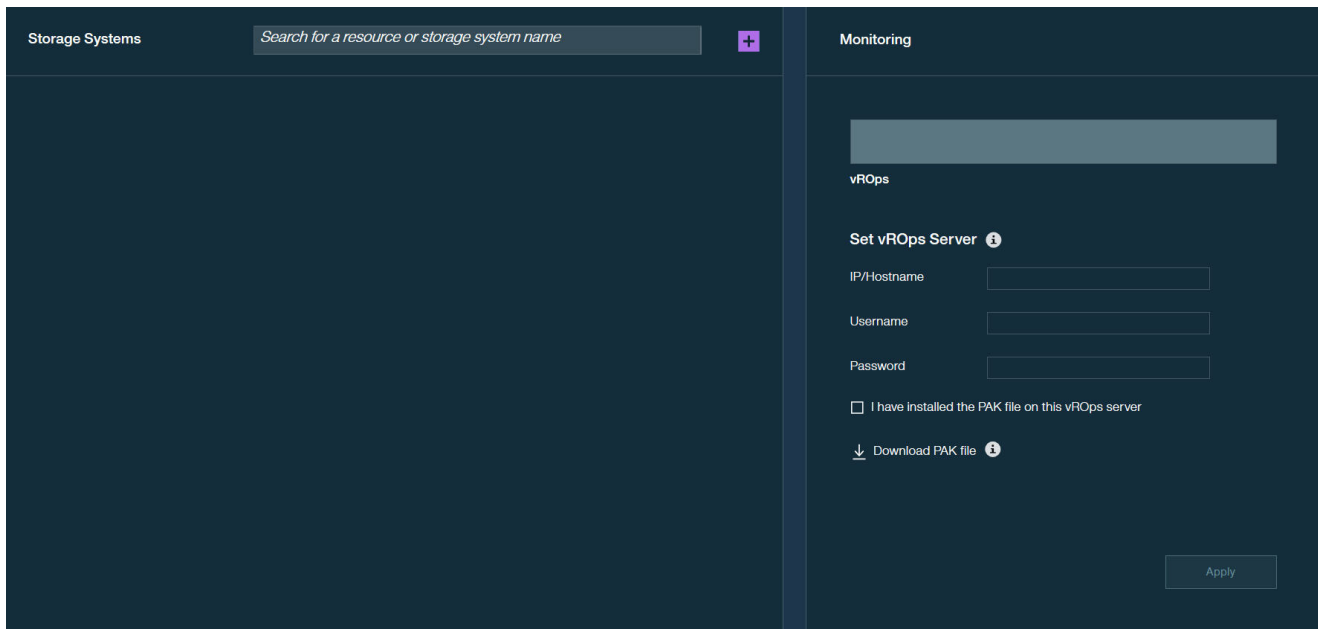 Storage Systems
Search for a resource or storage system name
+
Monitoring
vROps
Set vROps Server
IP/Hostname
Username
Password
I have installed the PAK file on this vROps server
Download PAK file
Apply